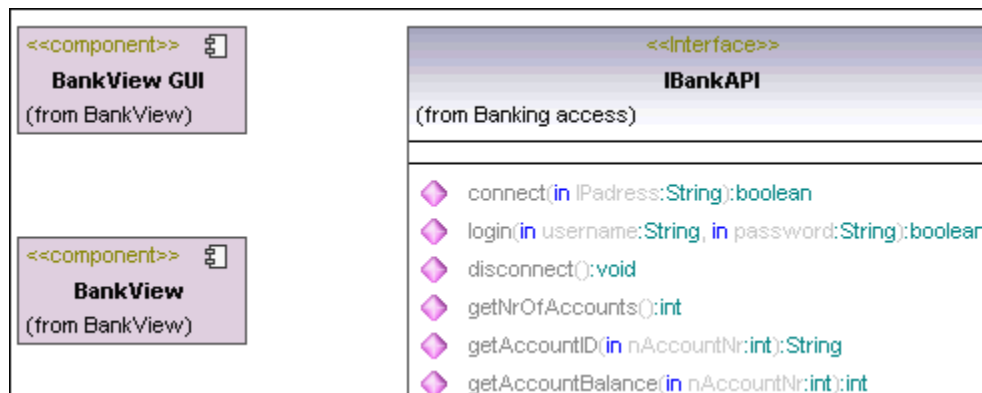 <<component>>
BankView GUI
(from BankView)
<<component>>
BankView
(from BankView)
<<Interface>>
IBankAPI
(from Banking access)
connect(in IPadress:String):boolean
login(in username:String, in password:String):boolean
disconnect():void
getNrOfAccounts():int
getAccountID(in nAccountNr:int):String
getAccountBalance(in nAccountNr:int):int